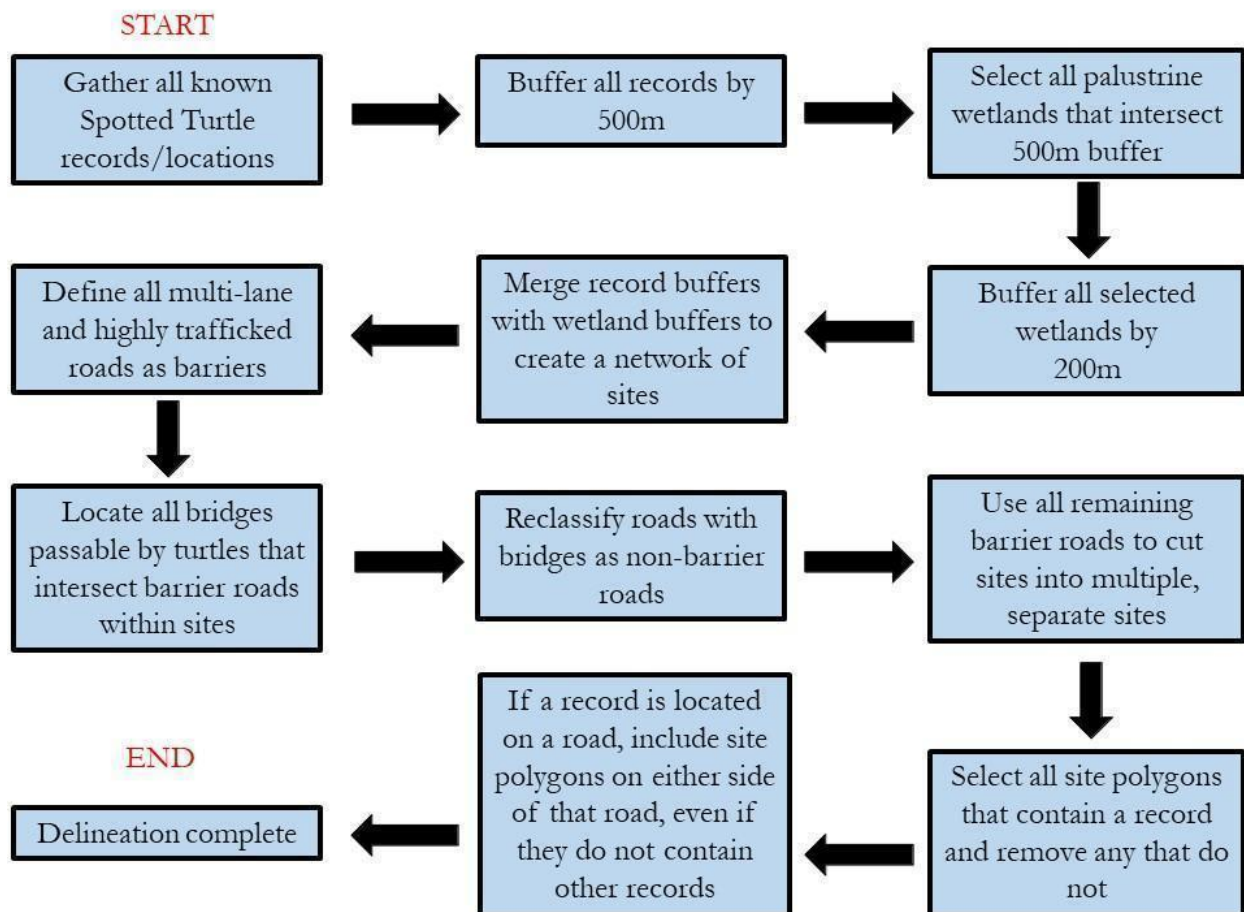 START
Gather all known
Spotted Turtle
records/locations
Buffer all records by
500m
Select all palustrine
wetlands that intersect
500m buffer
Buffer all selected
wetlands by
200m
Merge record buffers
with wetland buffers to
create a network of
sites
Define all multi-lane
and highly trafficked
roads as barriers
Locate all bridges
passable by turtles that
intersect barrier roads
within sites
Reclassify roads with
bridges as non-barrier
roads
Use all remaining
barrier roads to cut
sites into multiple,
separate sites
Select all site polygons
that contain a record
and remove any that do
not
If a record is located
on a road, include site
polygons on either side
of that road, even if
they do not contain
other records
END
Delineation complete